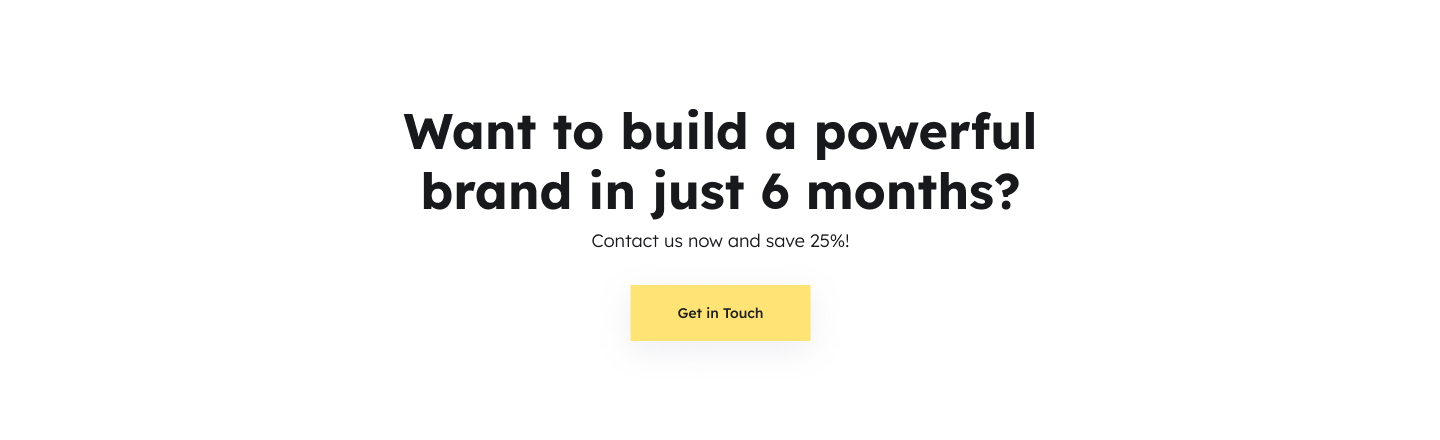 Want to build a powerful
brand in just 6 months?
Contact us now and save 25%!
Get in Touch